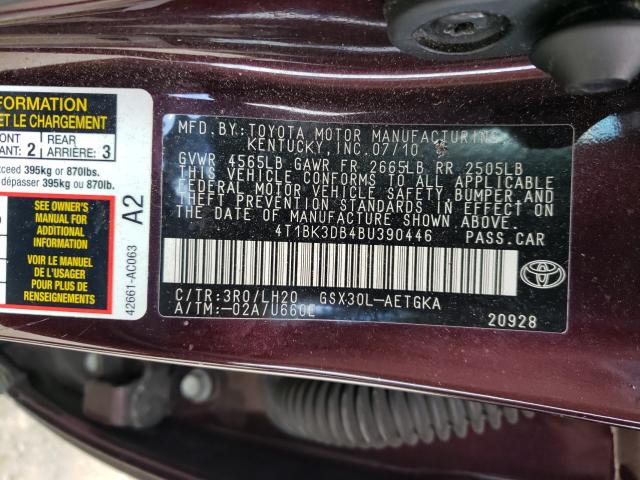 FORMATION
ET LE CHARGEMENT
ONT 2 REAR ARRIÈRE: 3
ceed 395kg or 870lbs.
dépasser 395kg ou 870lb.
SEE OWNER'S
MANUAL FOR
ADDITIONAL
INFORMATION
VOIR LE MANUEL
DE L'USAGER
POUR PLUS DE
RENSEIGNEMENTS
42661-AC063
A2
MFD.BY:TOYOTA MOTOR MANUFACTURING
KENTUCKY, INC.07/10
GVWR 4565LB GAWR FR 2665LB RR 2505LB
THIS VEHICLE CONFORMS TO ALL APPLICABLE
FEDERAL MOTOR VEHICLE SAFETY,BUMPER,AND
THEFT PREVENTION STANDARDS IN EFFECT ON
THE DATE OF MANUFACTURE SHOWN ABOVE.
4T1BK3DB4BU390446 PASS.CAR
C/TR:3R0/LH20 GSX30L-AETGKA
A/TM:-02A/U660E
TOYOTA
20928